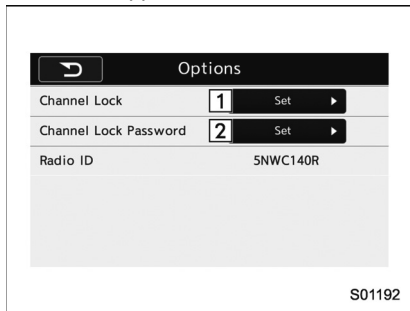 Options
Channel Lock 1 Set
Channel Lock Password 2 Set
Radio ID 5NWC140R
S01192